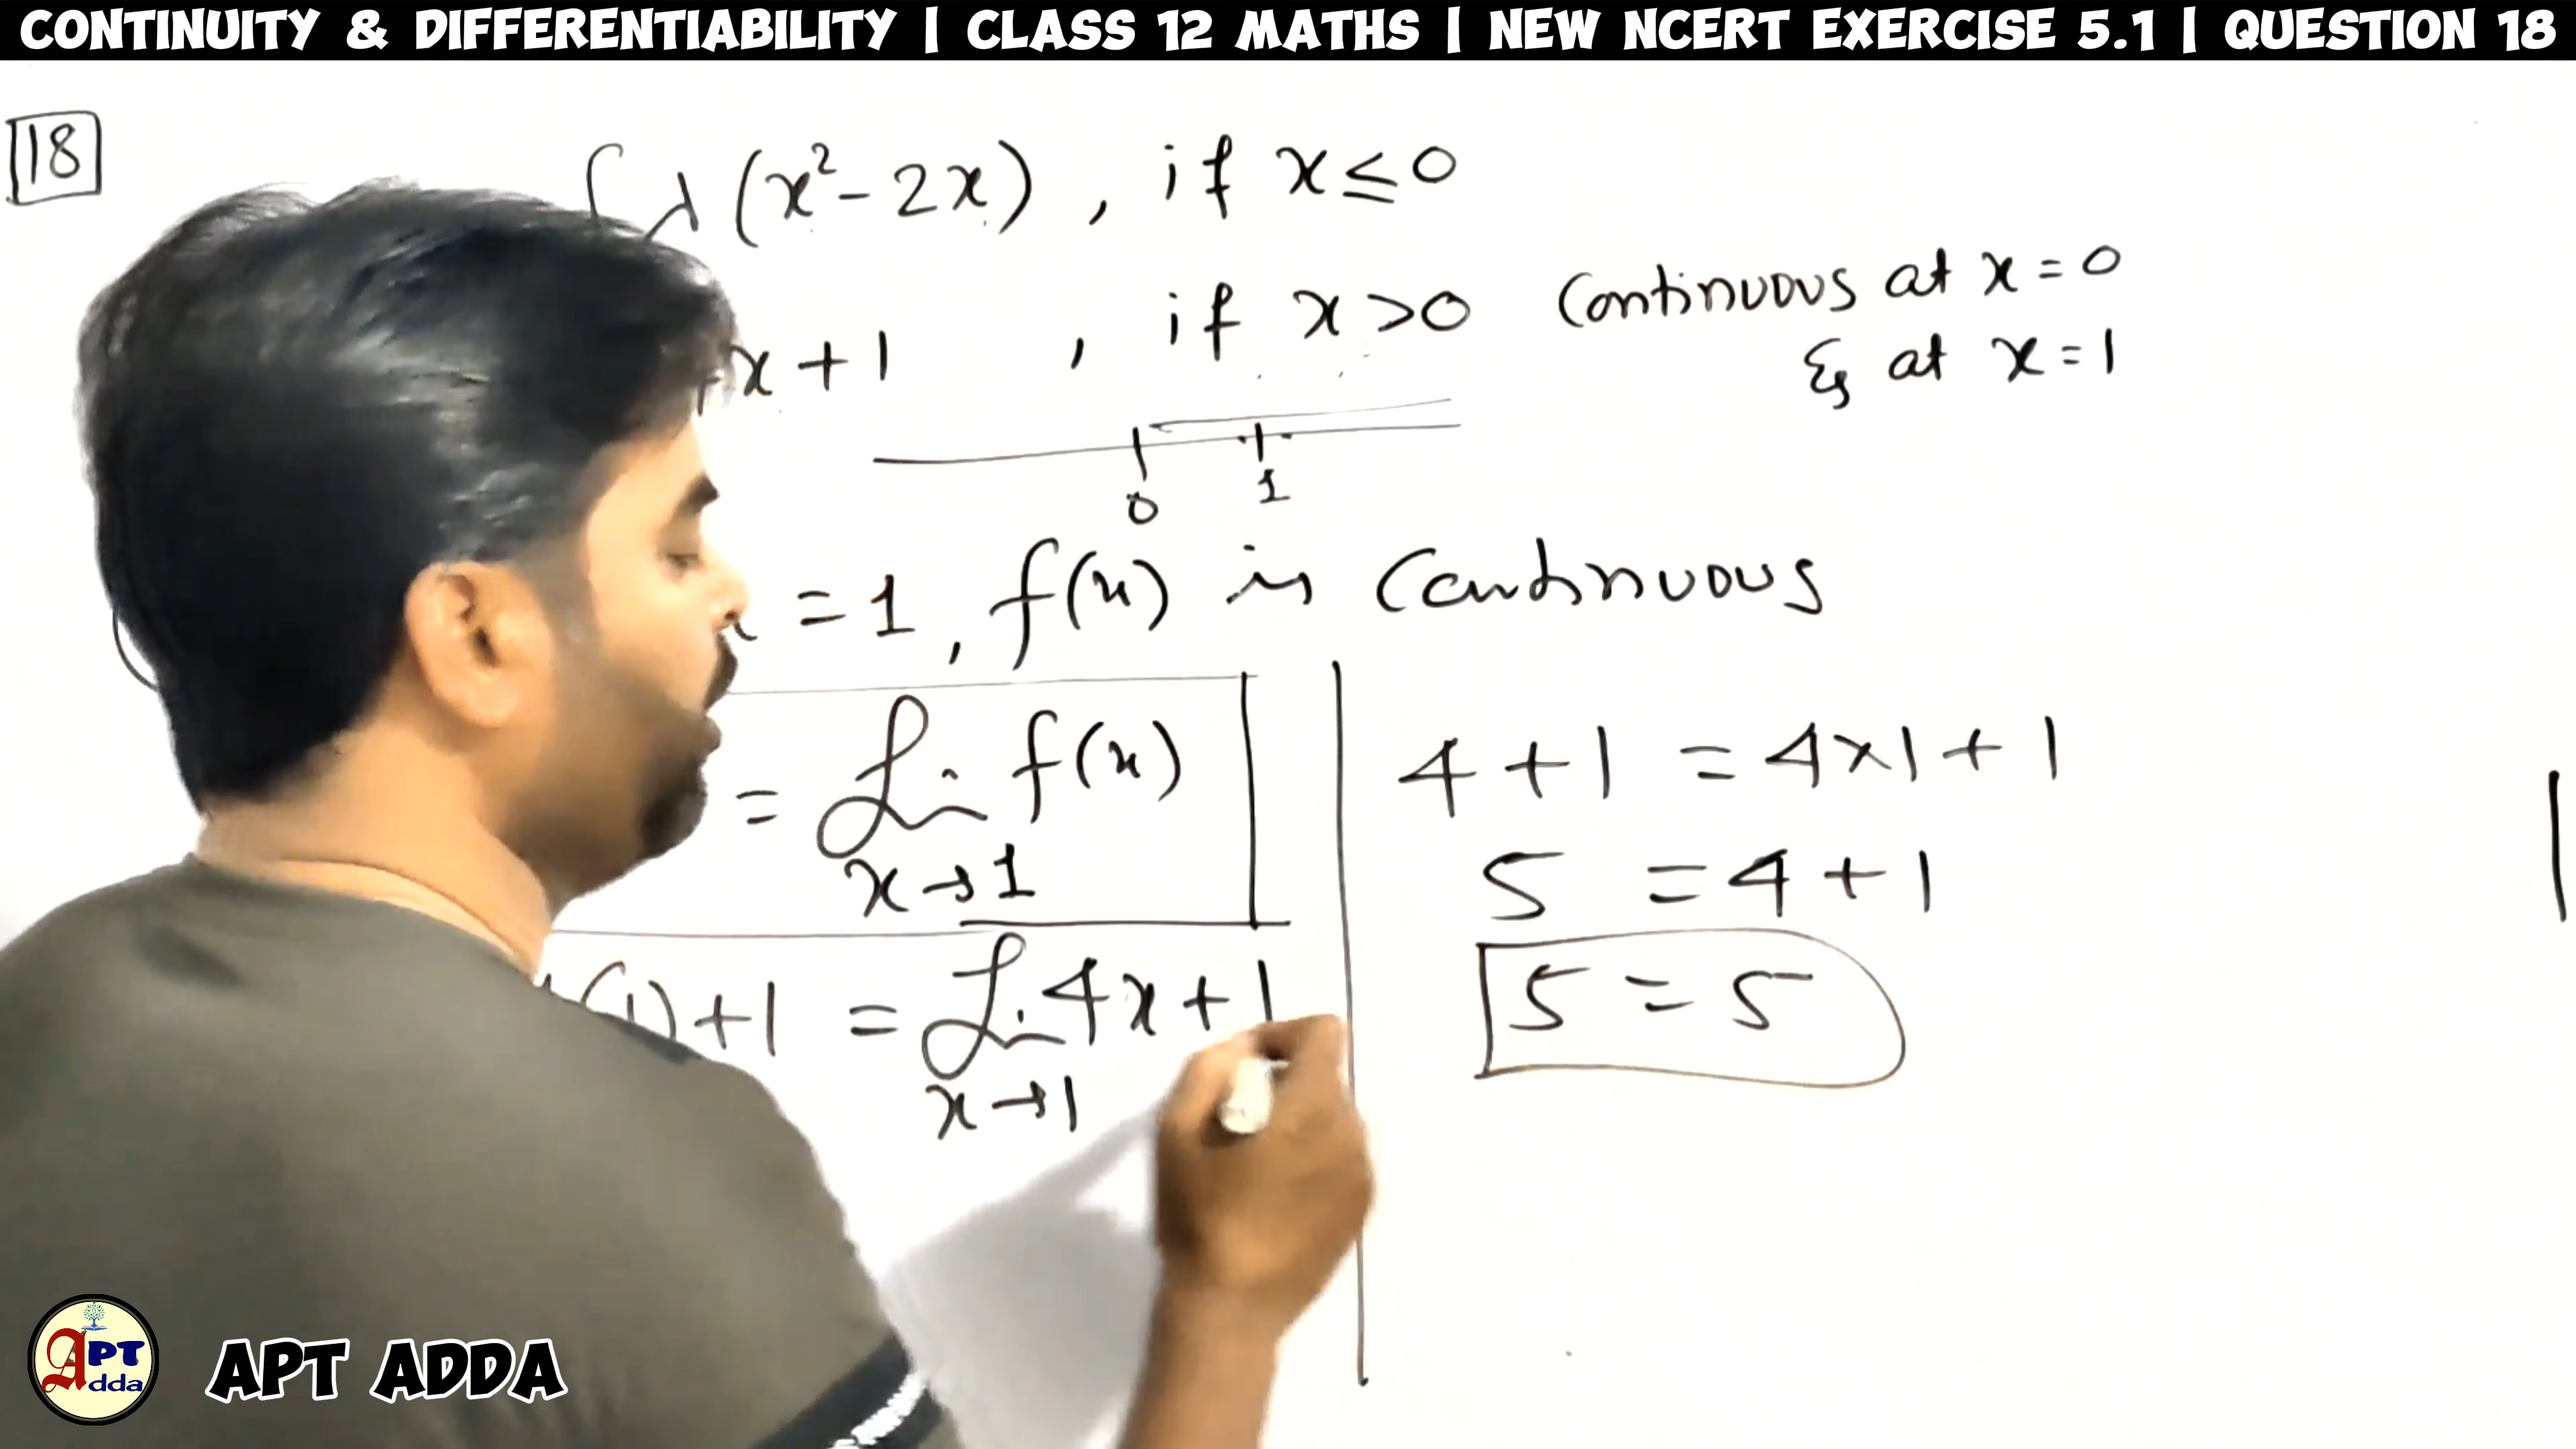 CONTINUITY & DIFFERENTIABILITY | CLASS 12 MATHS | NEW NCERT EXERCISE 5.1 | QUESTION 18
18
λ(x²-2x), if x≤0
x+1, if x>0
Continuous at x=0
& at x=1
0 1
=1, f(x) is Continuous
= Lim f(x)
x→1
(1)+1 = Lim 4x+1
x→1
4+1 = 4×1+1
5 = 4+1
5 = 5
APT Adda
APT ADDA